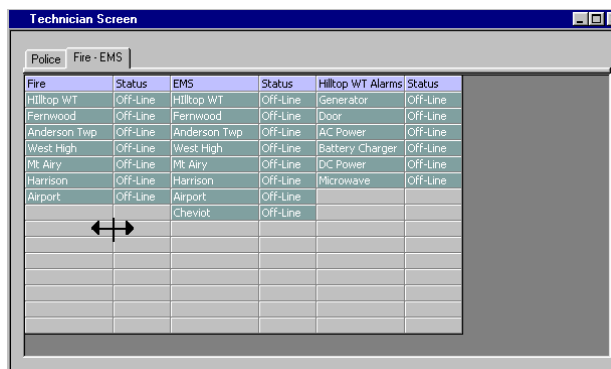 Technician Screen
Police Fire - EMS
Fire Status EMS Status Hilltop WT Alarms Status
HIlltop WT Off-Line HIlltop WT Off-Line Generator Off-Line
Fernwood Off-Line Fernwood Off-Line Door Off-Line
Anderson Twp Off-Line Anderson Twp Off-Line AC Power Off-Line
West High Off-Line West High Off-Line Battery Charger Off-Line
Mt Airy Off-Line Mt Airy Off-Line DC Power Off-Line
Harrison Off-Line Harrison Off-Line Microwave Off-Line
Airport Off-Line Airport Off-Line
Cheviot Off-Line